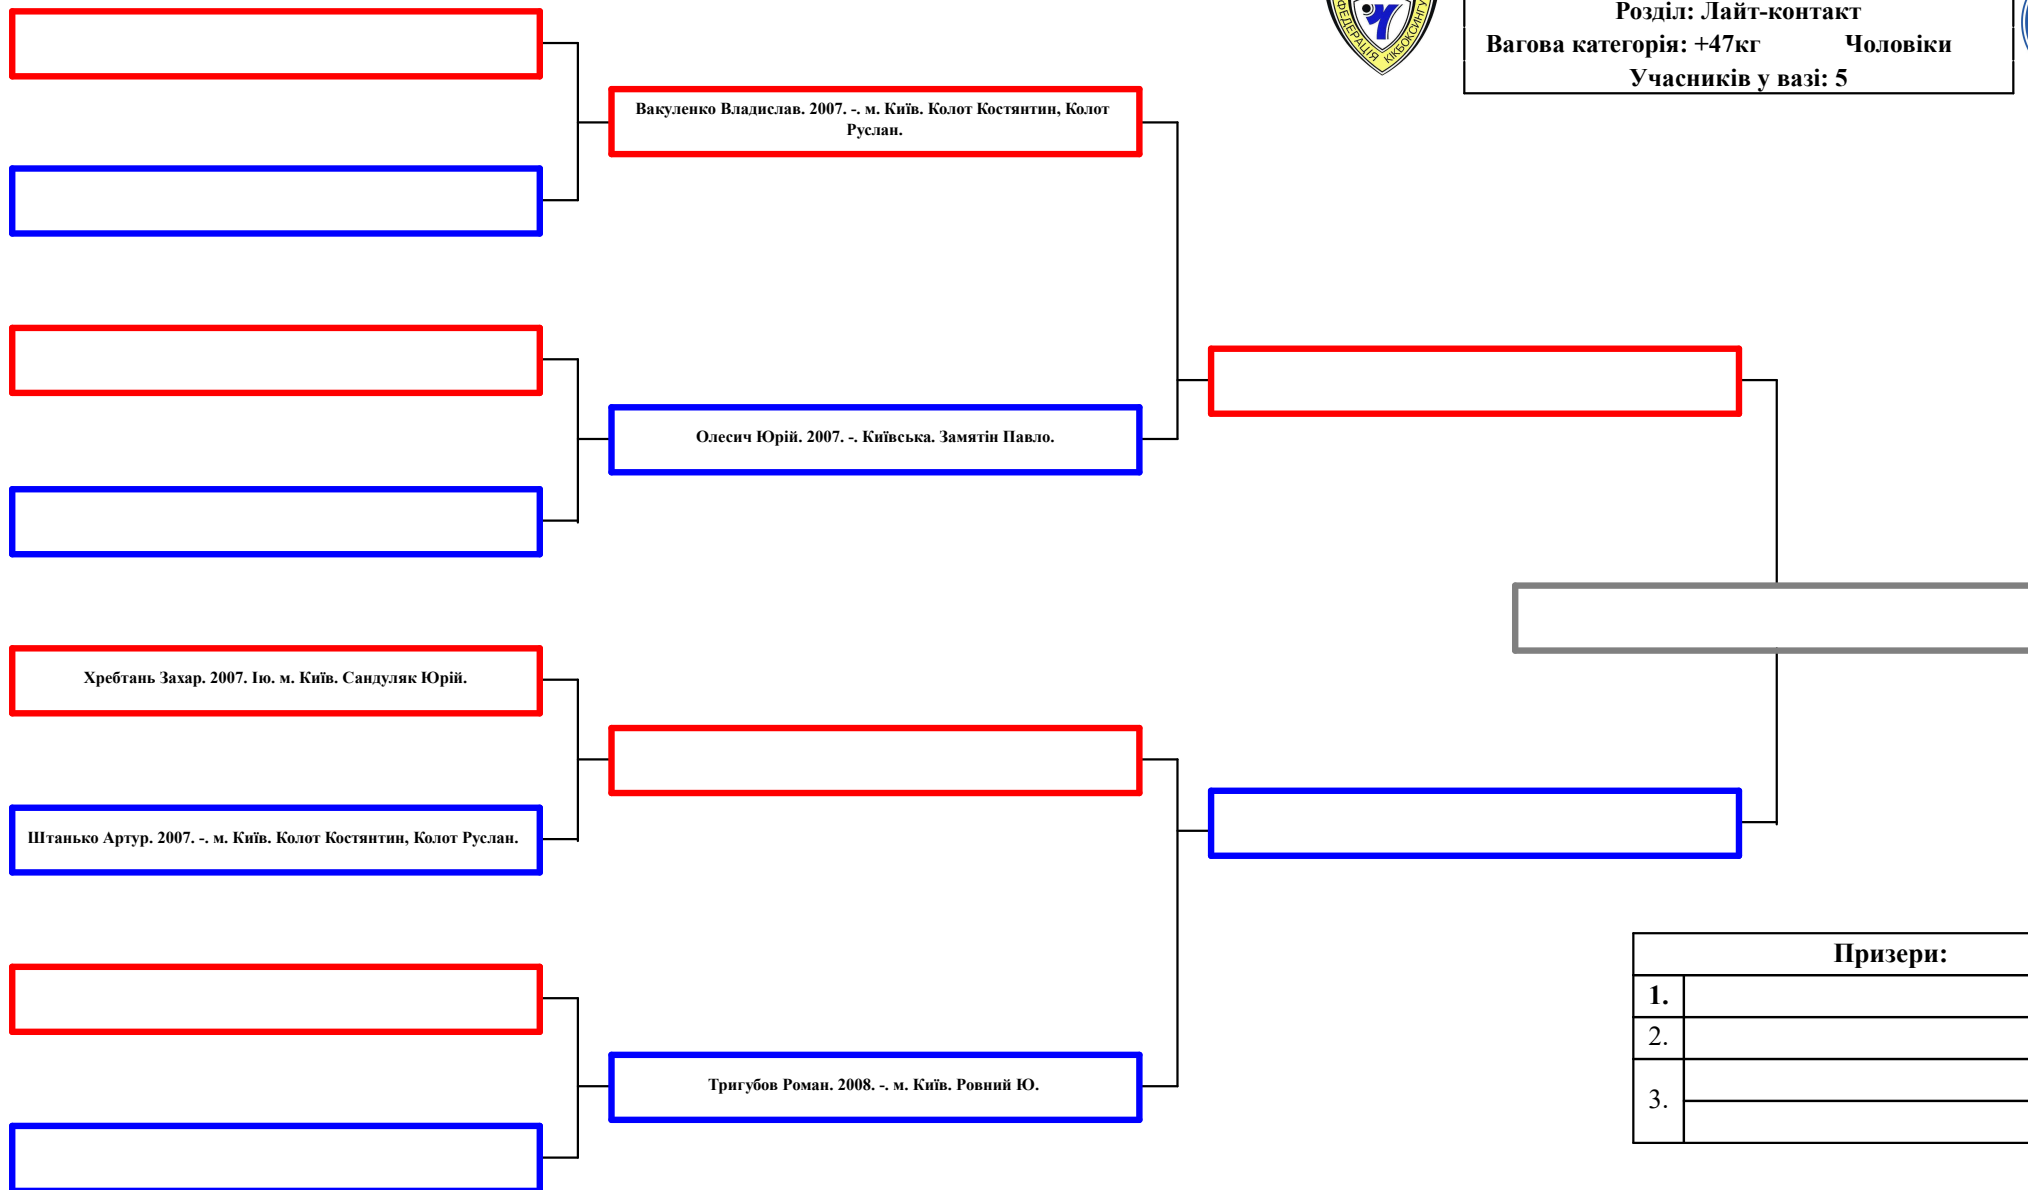 ФЕДЕРАЦІЯ КІКБОКСИНГУ
Розділ: Лайт-контакт
Вагова категорія: +47кг Чоловіки
Учасників у вазі: 5
Вакуленко Владислав. 2007. -. м. Київ. Колот Костянтин, Колот
Руслан.
Олесич Юрій. 2007. -. Київська. Замятін Павло.
Хребтань Захар. 2007. Ію. м. Київ. Сандуляк Юрій.
Штанько Артур. 2007. -. м. Київ. Колот Костянтин, Колот Руслан.
Тригубов Роман. 2008. -. м. Київ. Ровний Ю.
Призери:
1.
2.
3.